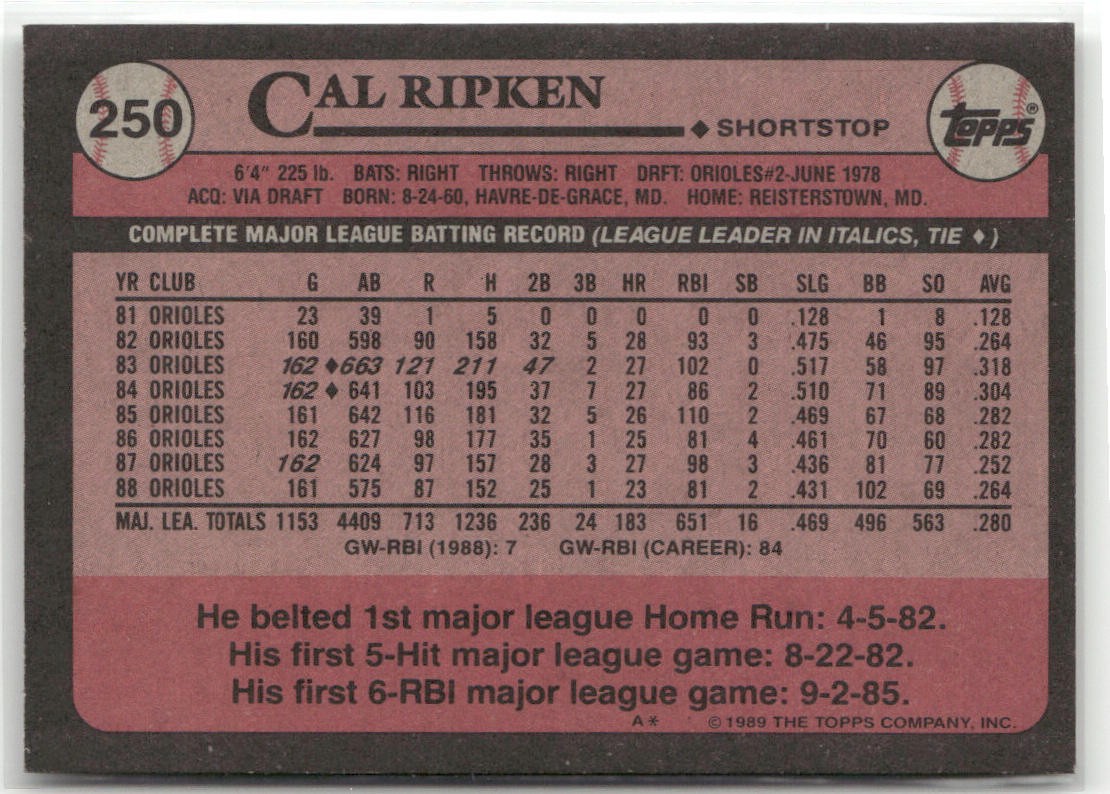 250 CAL RIPKEN TOPPS®
◆ SHORTSTOP
6'4" 225 lb. BATS: RIGHT THROWS: RIGHT DRFT: ORIOLES#2-JUNE 1978
ACQ: VIA DRAFT BORN: 8-24-60, HAVRE-DE-GRACE, MD. HOME: REISTERSTOWN, MD.
COMPLETE MAJOR LEAGUE BATTING RECORD (LEAGUE LEADER IN ITALICS, TIE ♦)
YR CLUB G AB R H 2B 3B HR RBI SB SLG BB SO AVG
81 ORIOLES 23 39 1 5 0 0 0 0 0 .128 1 8 .128
82 ORIOLES 160 598 90 158 32 5 28 93 3 .475 46 95 .264
83 ORIOLES 162 ♦663 121 211 47 2 27 102 0 .517 58 97 .318
84 ORIOLES 162 ♦ 641 103 195 37 7 27 86 2 .510 71 89 .304
85 ORIOLES 161 642 116 181 32 5 26 110 2 .469 67 68 .282
86 ORIOLES 162 627 98 177 35 1 25 81 4 .461 70 60 .282
87 ORIOLES 162 624 97 157 28 3 27 98 3 .436 81 77 .252
88 ORIOLES 161 575 87 152 25 1 23 81 2 .431 102 69 .264
MAJ. LEA. TOTALS 1153 4409 713 1236 236 24 183 651 16 .469 496 563 .280
GW-RBI (1988): 7 GW-RBI (CAREER): 84
He belted 1st major league Home Run: 4-5-82.
His first 5-Hit major league game: 8-22-82.
His first 6-RBI major league game: 9-2-85.
A* © 1989 THE TOPPS COMPANY, INC.